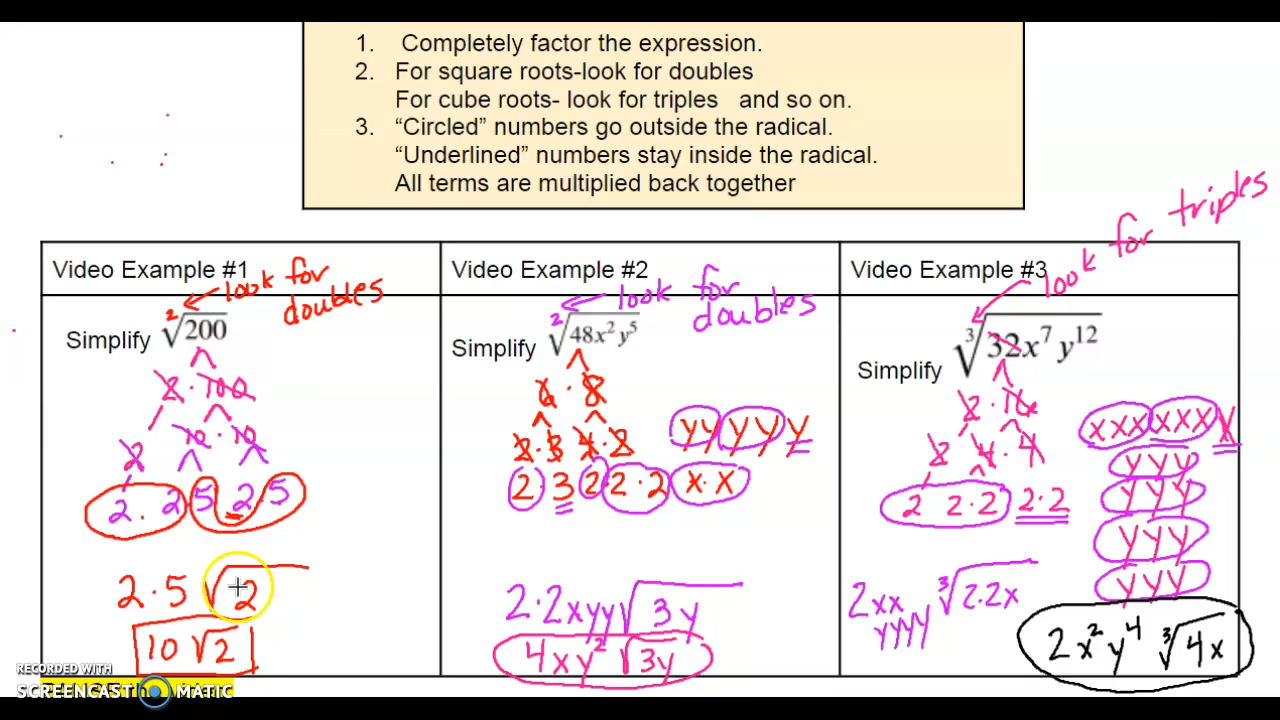 1. Completely factor the expression.
2. For square roots-look for doubles
For cube roots- look for triples and so on.
3. “Circled” numbers go outside the radical.
“Underlined” numbers stay inside the radical.
All terms are multiplied back together
Video Example #1
look for
doubles
Simplify ²√200
2 · 100
2 10 · 10
2 · 2 5 2 5
2 · 5 √2
10 √2
Video Example #2
look for
doubles
Simplify ²√48x²y⁵
6 · 8
2 · 3 4 · 2
2 · 3 2 2 · 2 x · x
yy yy y
2 · 2xyy√3y
4xy²√3y
Video Example #3
look for triples
Simplify ³√32x⁷y¹²
2 · 16
2 4 · 4
2 2 · 2 2 · 2
xxx xxx x
yyy
yyy
yyy
yyy
2xx ³√2·2x
yyyy
2x²y⁴ ³√4x
RECORDED WITH
SCREENCAST MATIC